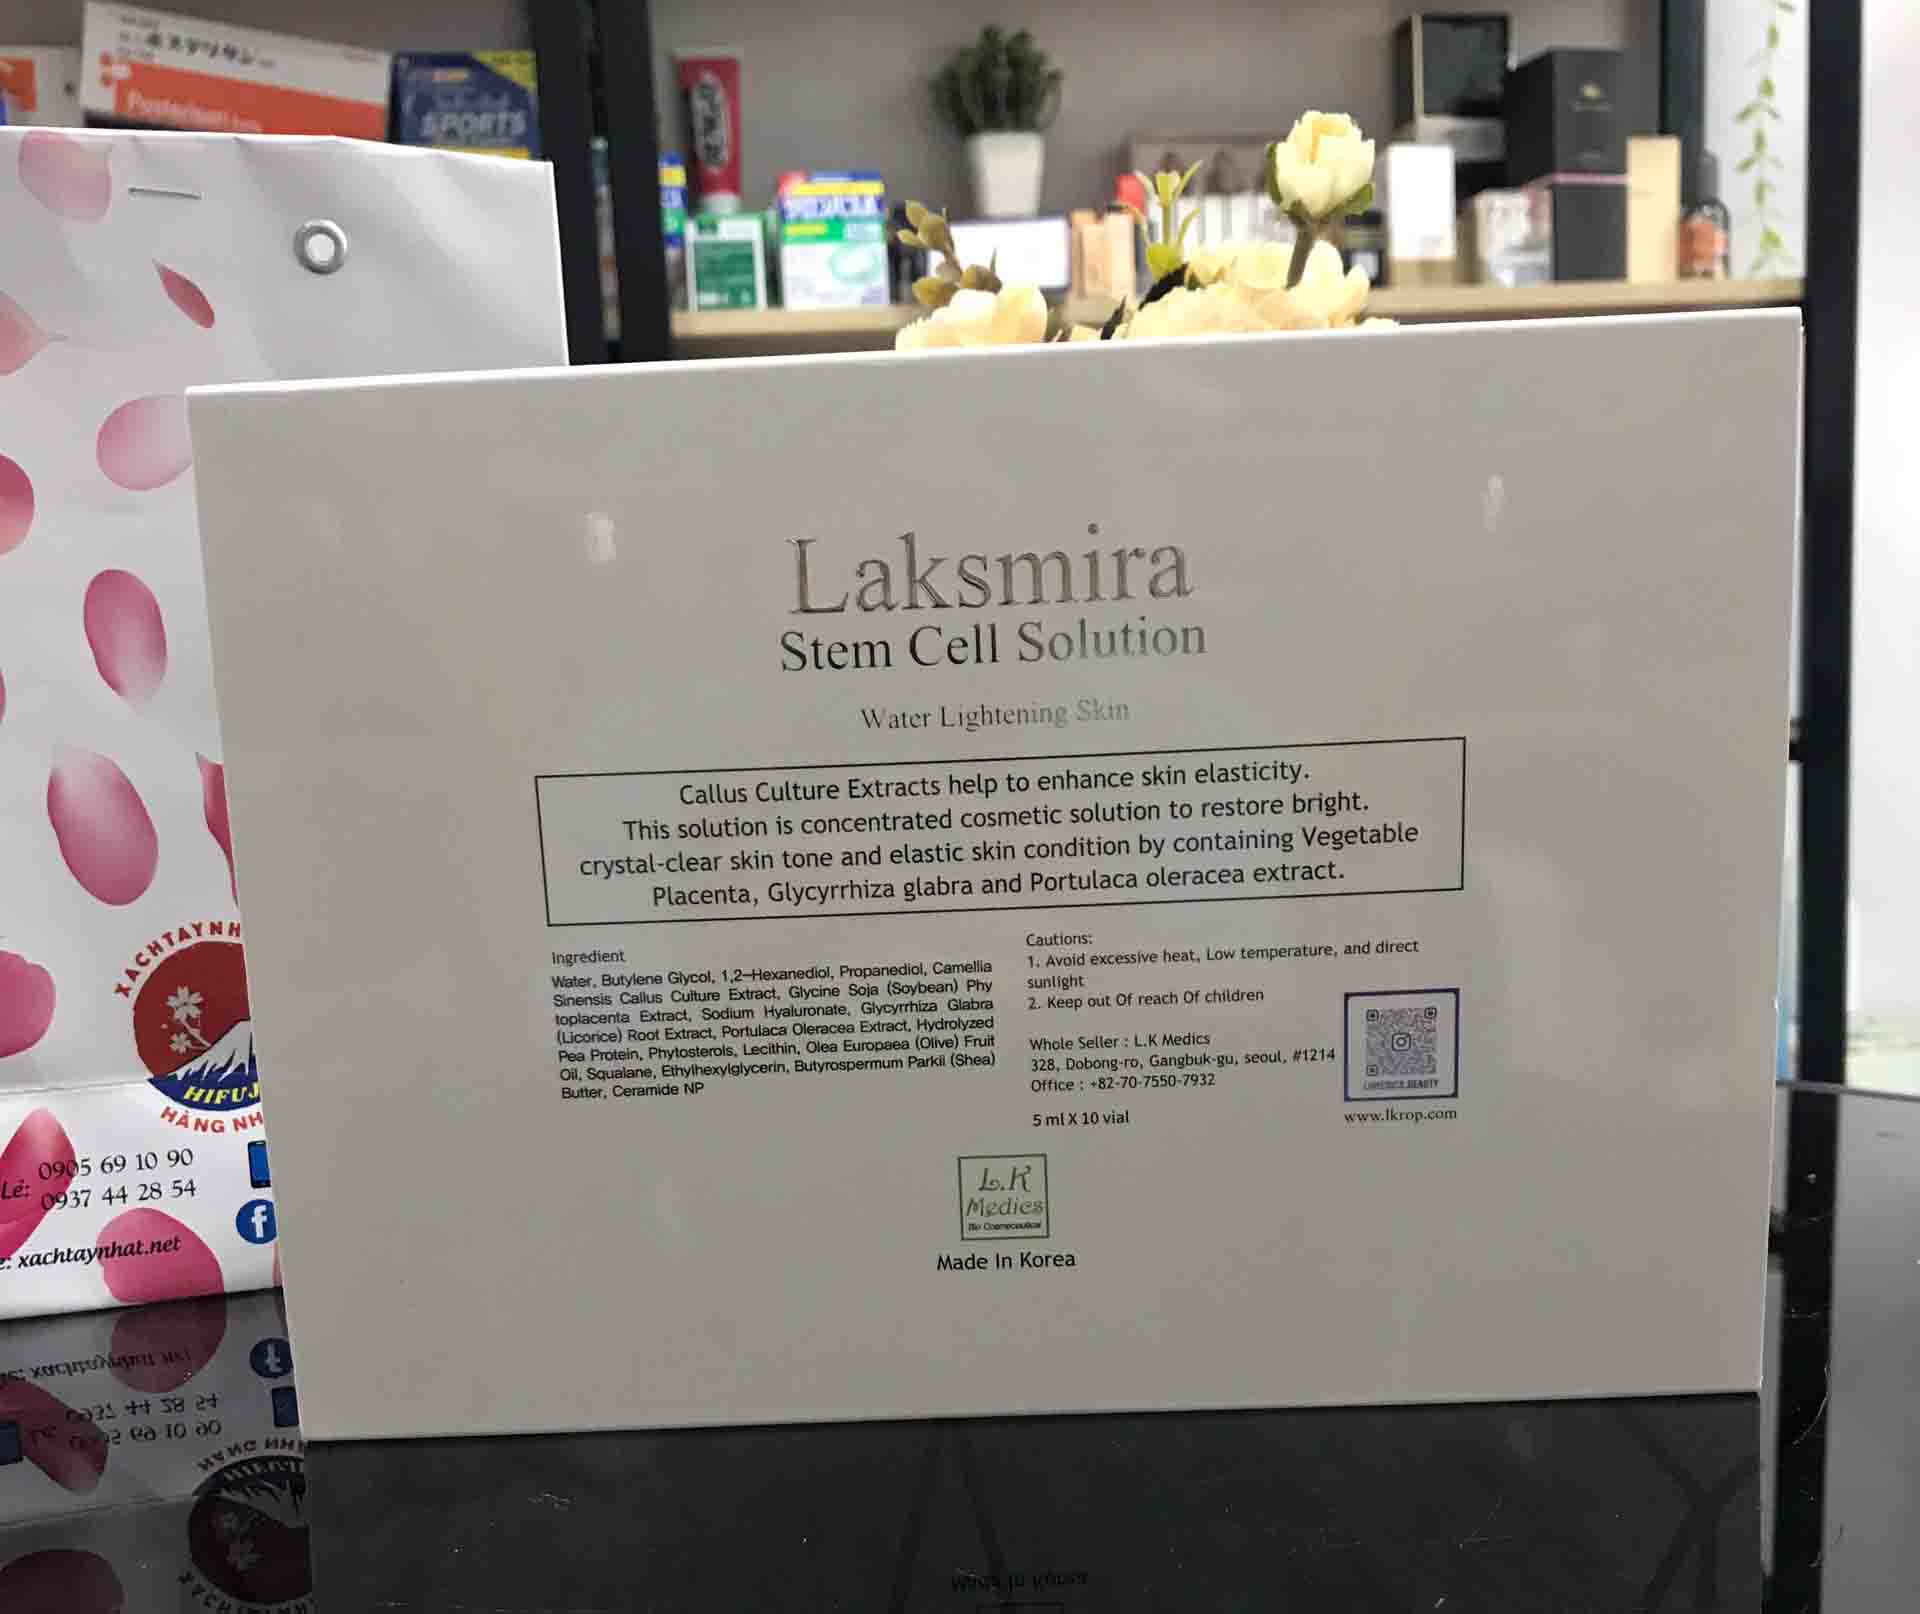 SPORTS
Laksmira
Stem Cell Solution
Water Lightening Skin
Callus Culture Extracts help to enhance skin elasticity.
This solution is concentrated cosmetic solution to restore bright.
crystal-clear skin tone and elastic skin condition by containing Vegetable
Placenta, Glycyrrhiza glabra and Portulaca oleracea extract.
Ingredient
Water, Butylene Glycol, 1,2-Hexanediol, Propanediol, Camellia
Sinensis Callus Culture Extract, Glycine Soja (Soybean) Phy
toplacenta Extract, Sodium Hyaluronate, Glycyrrhiza Glabra
(Licorice) Root Extract, Portulaca Oleracea Extract, Hydrolyzed
Pea Protein, Phytosterols, Lecithin, Olea Europaea (Olive) Fruit
Oil, Squalane, Ethylhexylglycerin, Butyrospermum Parkii (Shea)
Butter, Ceramide NP
Cautions:
1. Avoid excessive heat, Low temperature, and direct
sunlight
2. Keep out Of reach Of children
Whole Seller : L.K Medics
328, Dobong-ro, Gangbuk-gu, seoul, #1214
Office : +82-70-7550-7932
5 ml X 10 vial
LKMEDICS.BEAUTY
www.lkrop.com
L.K
Medics
Bio Cosmeceutical
Made In Korea
XACHTAYNH
HIFUJ
HÀNG NH
Lẻ: 0905 69 10 90
0937 44 28 54
e: xachtaynhat.net